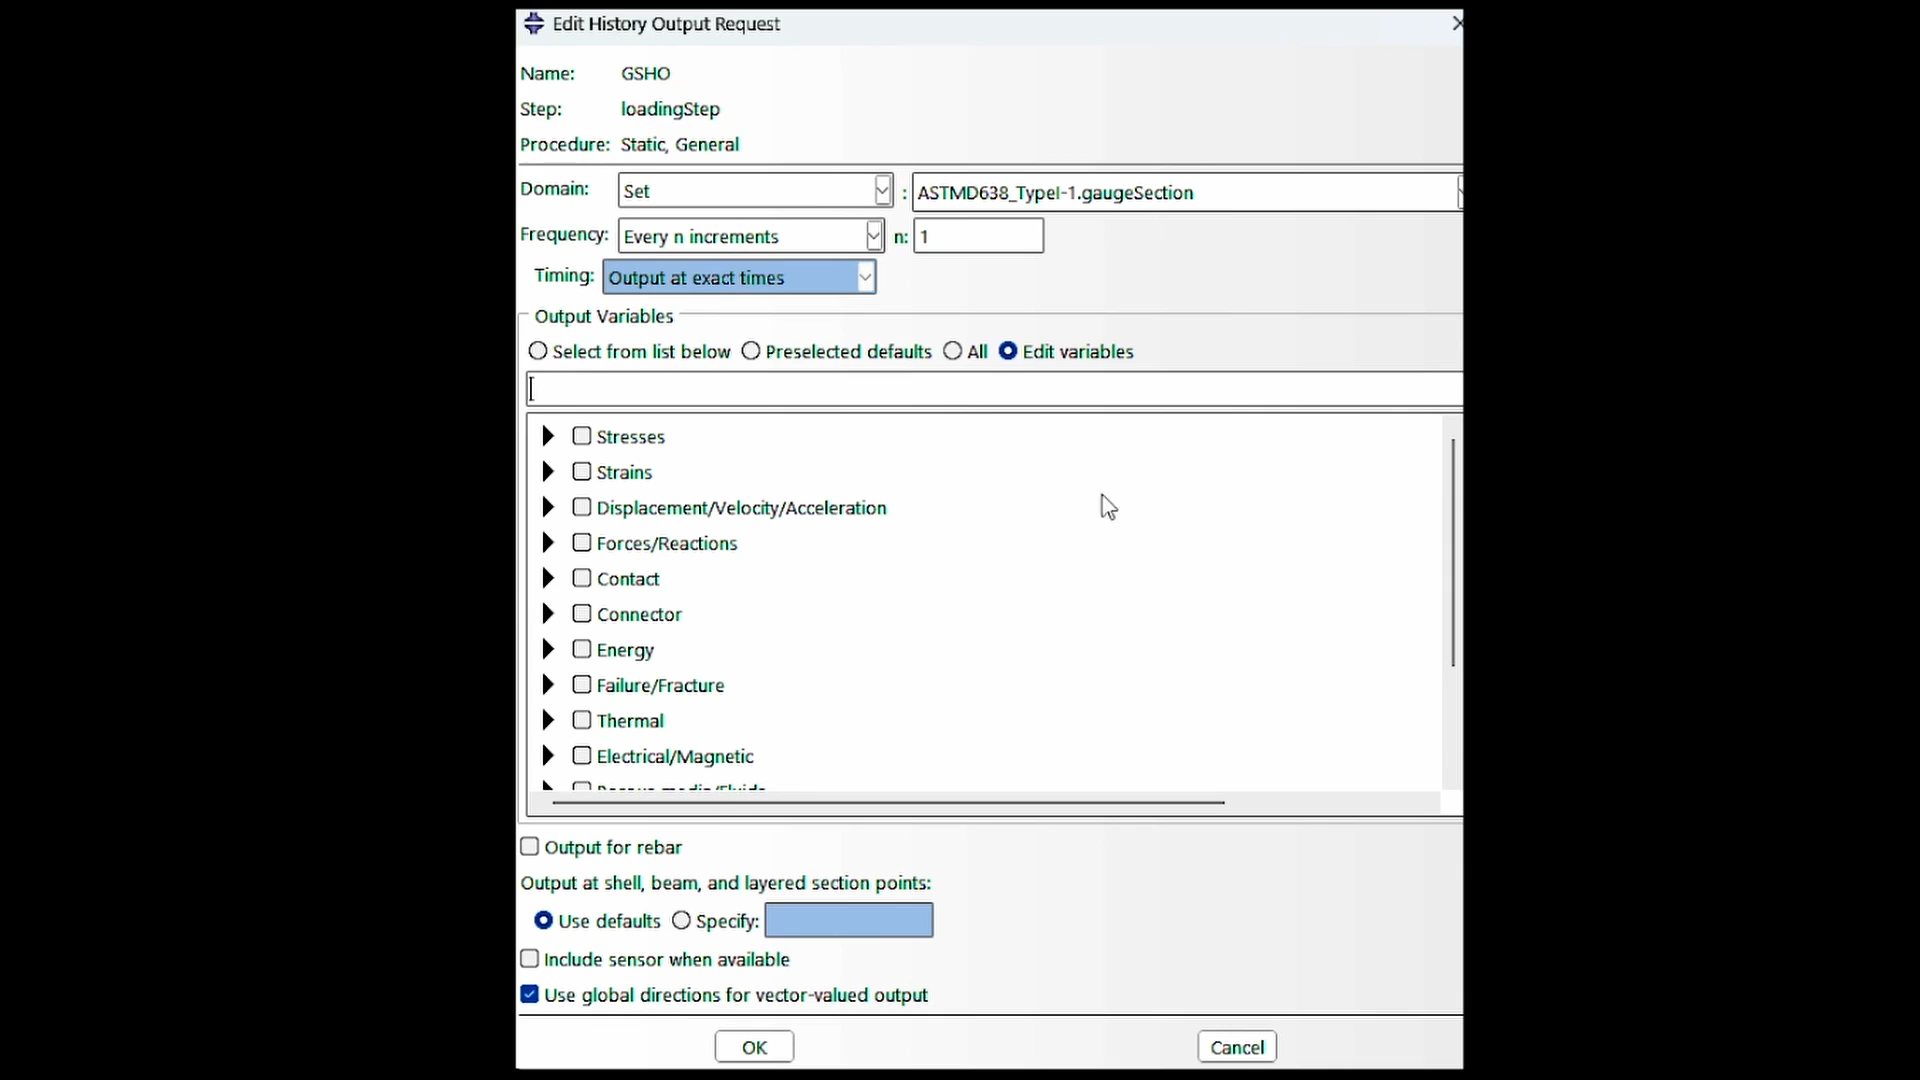 Edit History Output Request
Name: GSHO
Step: loadingStep
Procedure: Static, General
Domain: Set : ASTMD638_TypeI-1.gaugeSection
Frequency: Every n increments n: 1
Timing: Output at exact times
Output Variables
Select from list below Preselected defaults All Edit variables
Stresses
Strains
Displacement/Velocity/Acceleration
Forces/Reactions
Contact
Connector
Energy
Failure/Fracture
Thermal
Electrical/Magnetic
Porous media/Fluids
Output for rebar
Output at shell, beam, and layered section points:
Use defaults Specify:
Include sensor when available
Use global directions for vector-valued output
OK Cancel